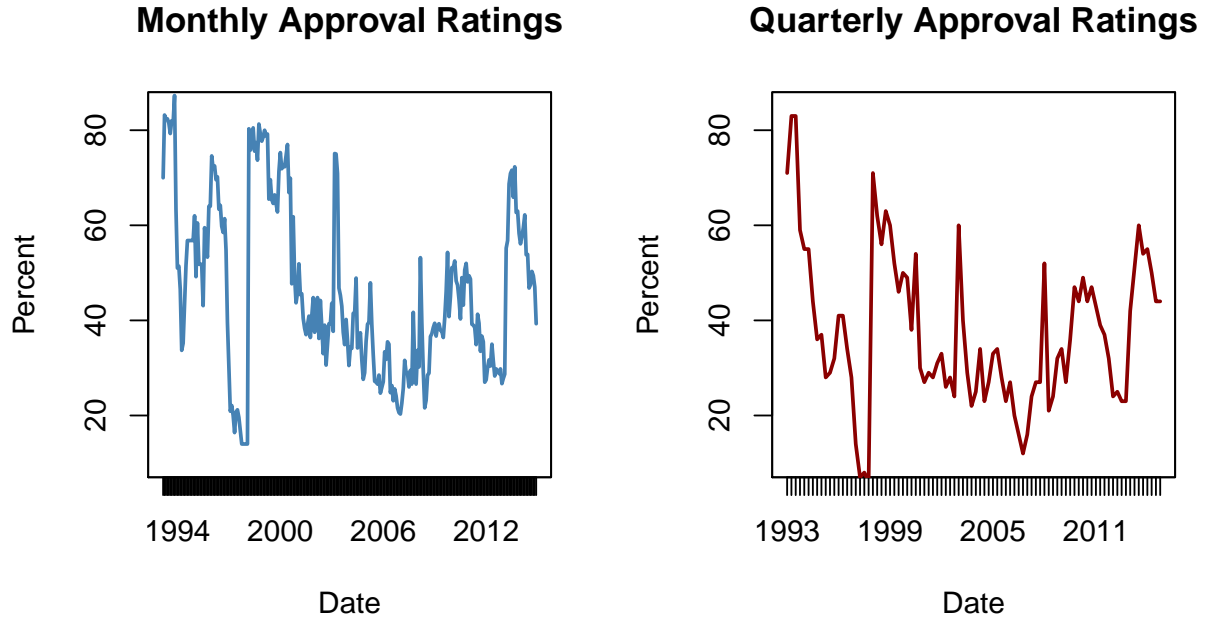 Monthly Approval Ratings
Percent
80
60
40
20
1994 2000 2006 2012
Date
Quarterly Approval Ratings
Percent
80
60
40
20
1993 1999 2005 2011
Date